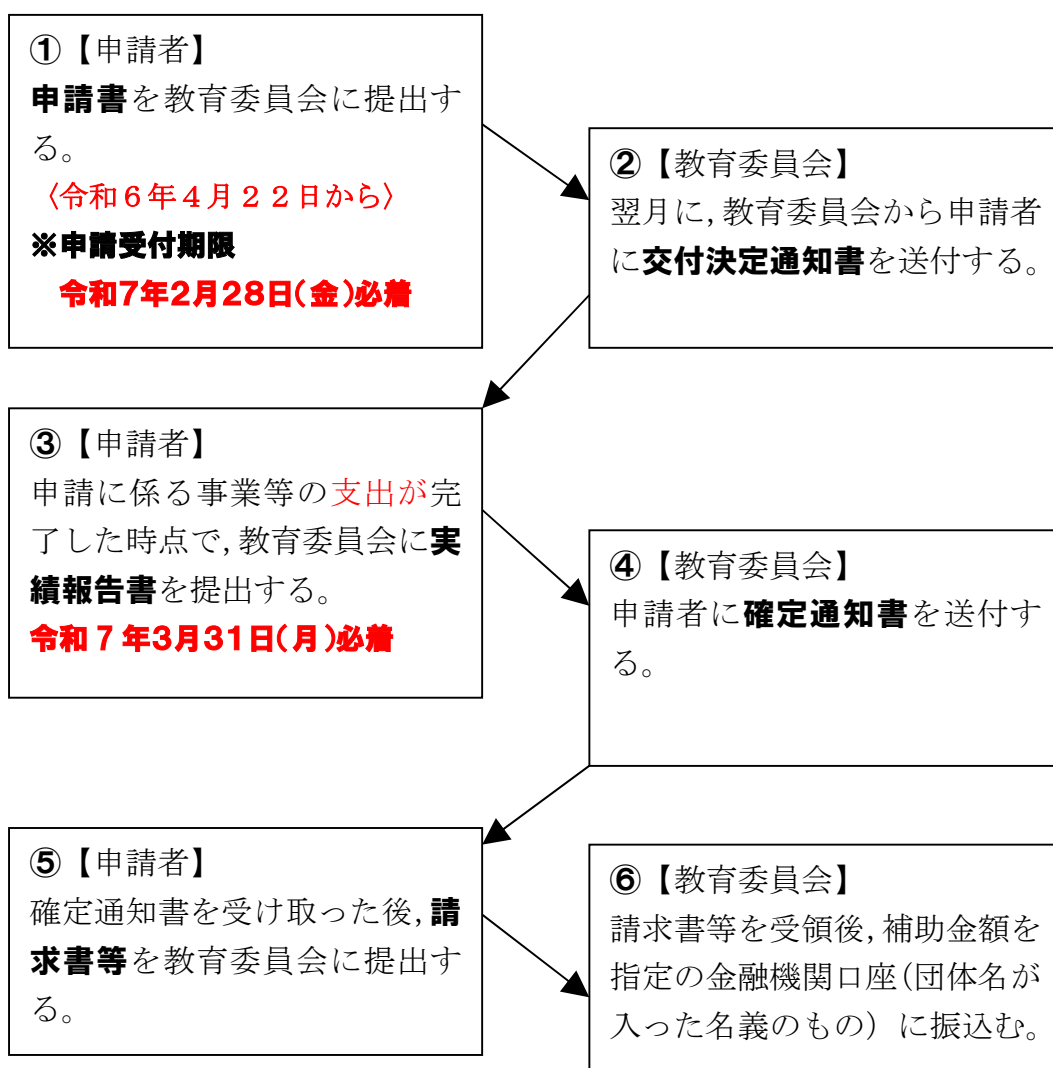 ①【申請者】
申請書を教育委員会に提出す
る。
〈令和６年４月２２日から〉
※申請受付期限
令和7年2月28日（金）必着
②【教育委員会】
翌月に,教育委員会から申請者
に交付決定通知書を送付する。
③【申請者】
申請に係る事業等の支出が完
了した時点で,教育委員会に実
績報告書を提出する。
令和７年3月31日（月）必着
④【教育委員会】
申請者に確定通知書を送付す
る。
⑤【申請者】
確定通知書を受け取った後,請
求書等を教育委員会に提出す
る。
⑥【教育委員会】
請求書等を受領後,補助金額を
指定の金融機関口座（団体名が
入った名義のもの）に振込む。